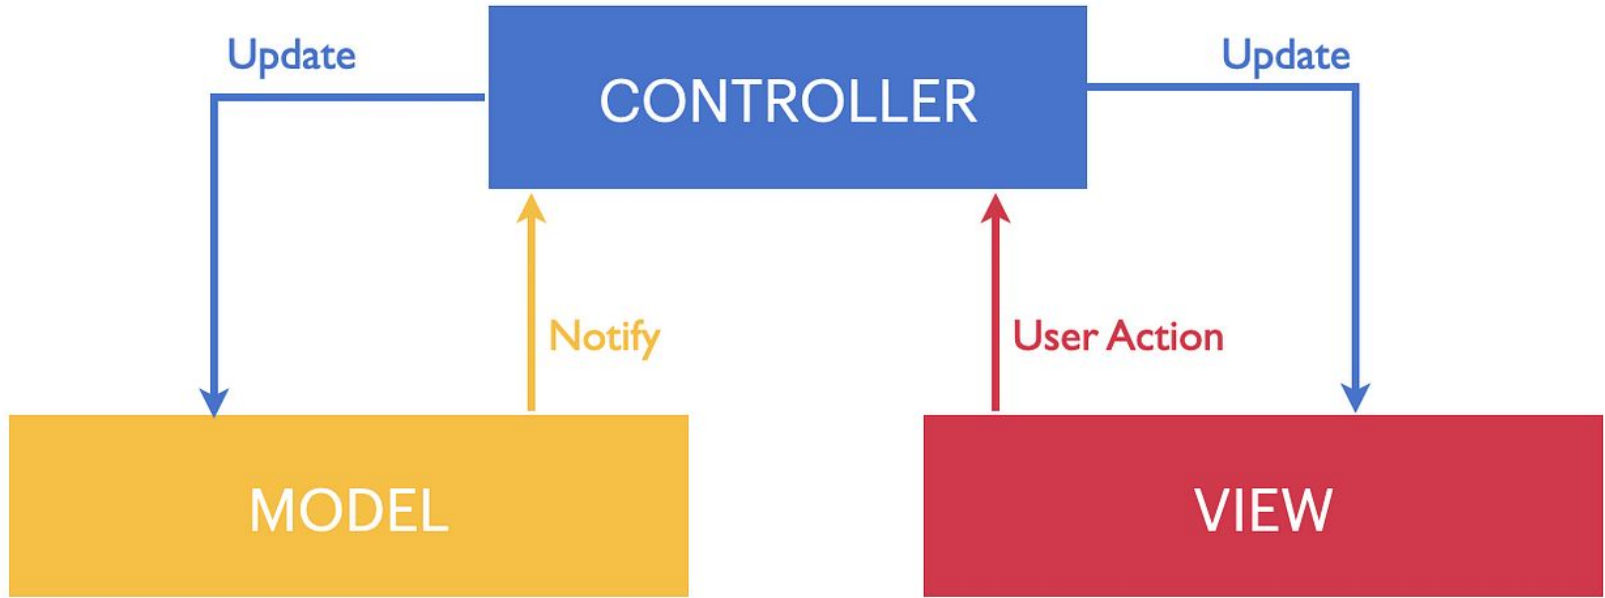 Update
Update
CONTROLLER
Notify
User Action
MODEL
VIEW